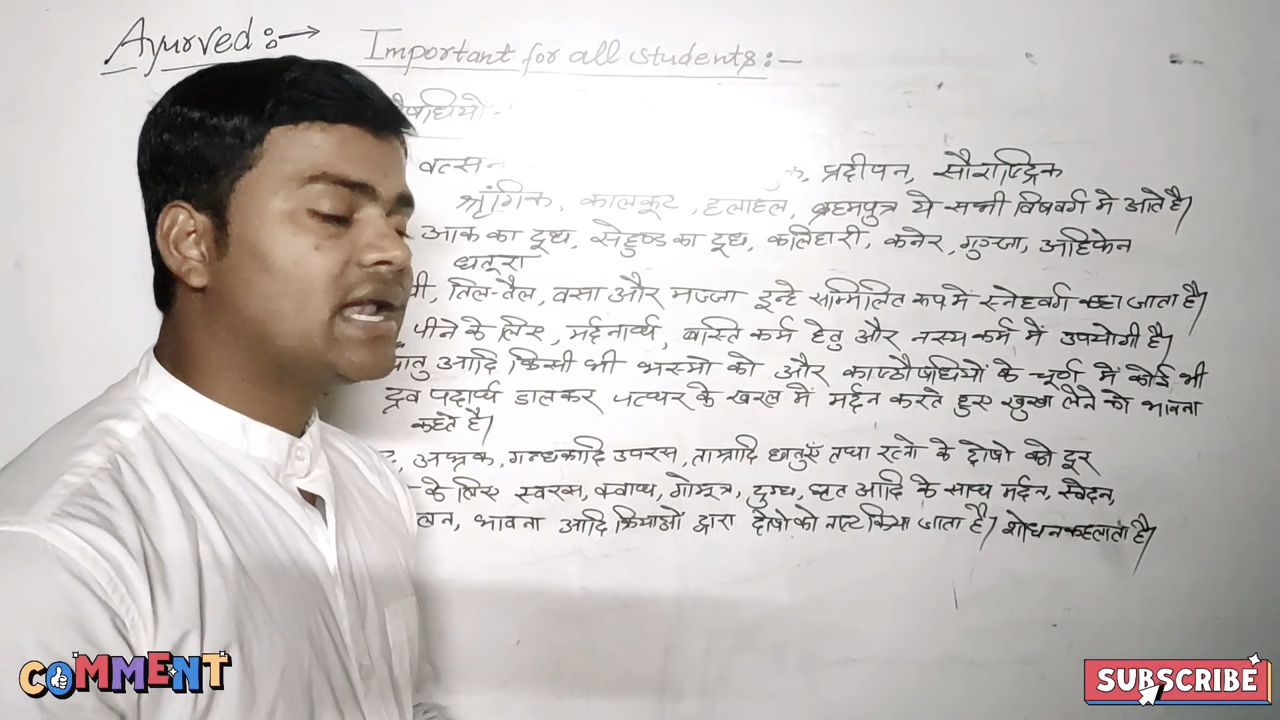 Ayurved :→ Important for all students :-
वत्सन प्रदीपन, सौराष्ट्रिक
श्रृंगिक, कालकूट, हलाहल, ब्रहमपुत्र ये सभी विषवर्ग मे आते है।
आक का दूध, सेहुण्ड का दूध, कलिहारी, कनेर, गुञ्जा, अहिफेन
धतूरा
तिल-तैल, वसा और मज्जा इन्हे सम्मिलित रूप में स्नेहवर्ग कहा जाता है।
पीने के लिए, मर्दनार्थ, बास्ति कर्म हेतु और नस्य कर्म में उपयोगी है।
आदि किसी भी भस्मो को और काष्ठौषधियों के चूर्ण में कोई भी
द्रव पदार्थ डालकर पत्थर के खरल में मर्दन करते हुए सुखा लेने को भावना
कहते है।
अभ्रक, गन्धकादि उपरस, ताम्रादि धातुएँ तथा रत्नो के दोषो को दूर
के लिए स्वरस, क्वाथ, गोमूत्र, दुग्ध, घृत आदि के साथ मर्दन, स्वेदन,
भावना आदि क्रियाओं द्वारा दोषो को नष्ट किया जाता है। शोधन कहलाता है।
COMMENT SUBSCRIBE